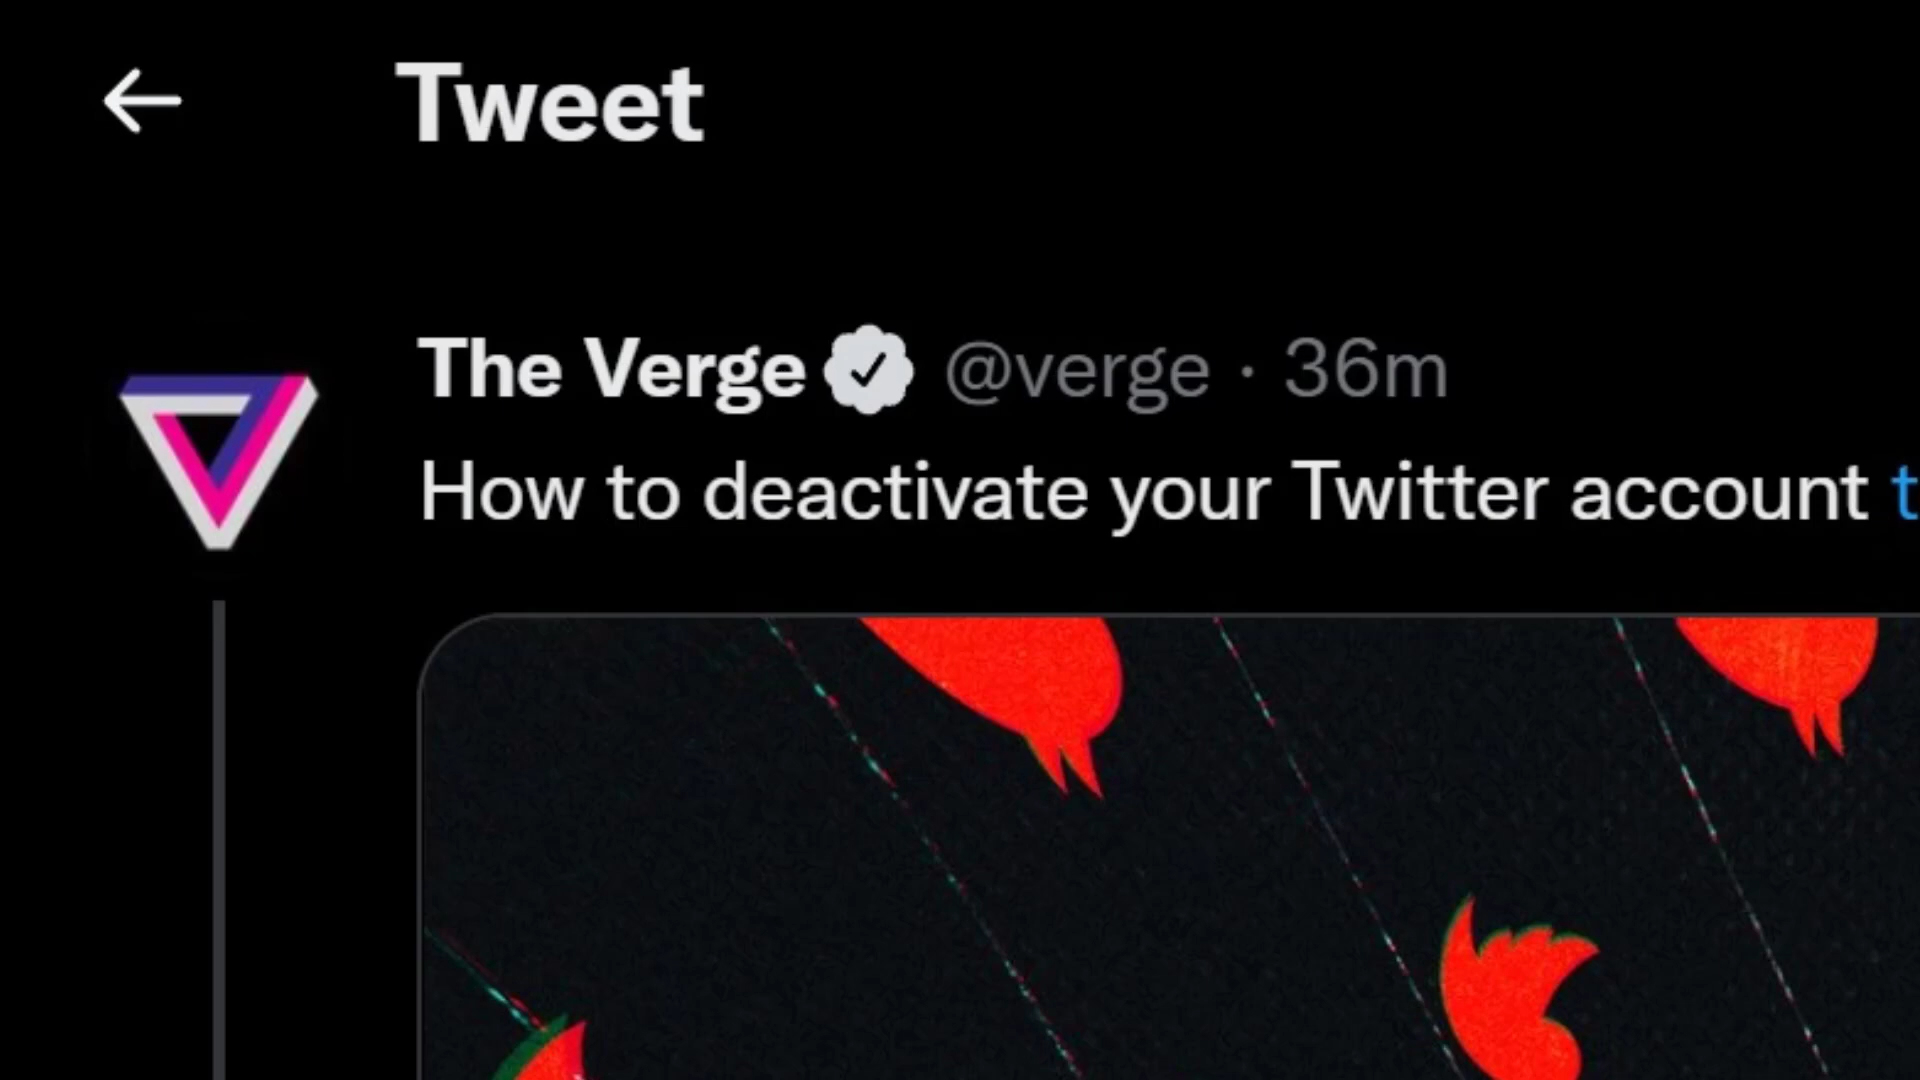 Tweet
The Verge @verge · 36m
How to deactivate your Twitter account t